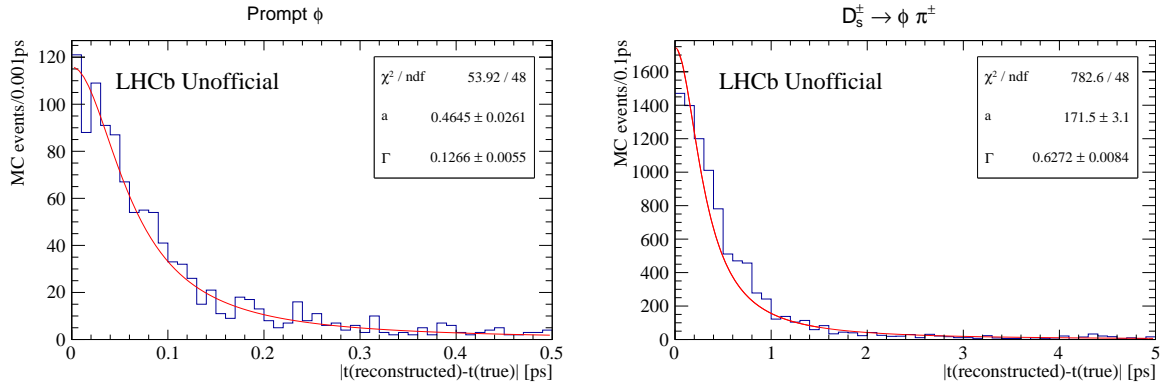 Prompt ϕ
MC events/0.001ps
120
100
80
60
40
20
0
LHCb Unofficial
χ² / ndf 53.92 / 48
a 0.4645 ± 0.0261
Γ 0.1266 ± 0.0055
0 0.1 0.2 0.3 0.4 0.5
|t(reconstructed)-t(true)| [ps]
D_s^± → ϕ π^±
MC events/0.1ps
1600
1400
1200
1000
800
600
400
200
0
LHCb Unofficial
χ² / ndf 782.6 / 48
a 171.5 ± 3.1
Γ 0.6272 ± 0.0084
0 1 2 3 4 5
|t(reconstructed)-t(true)| [ps]